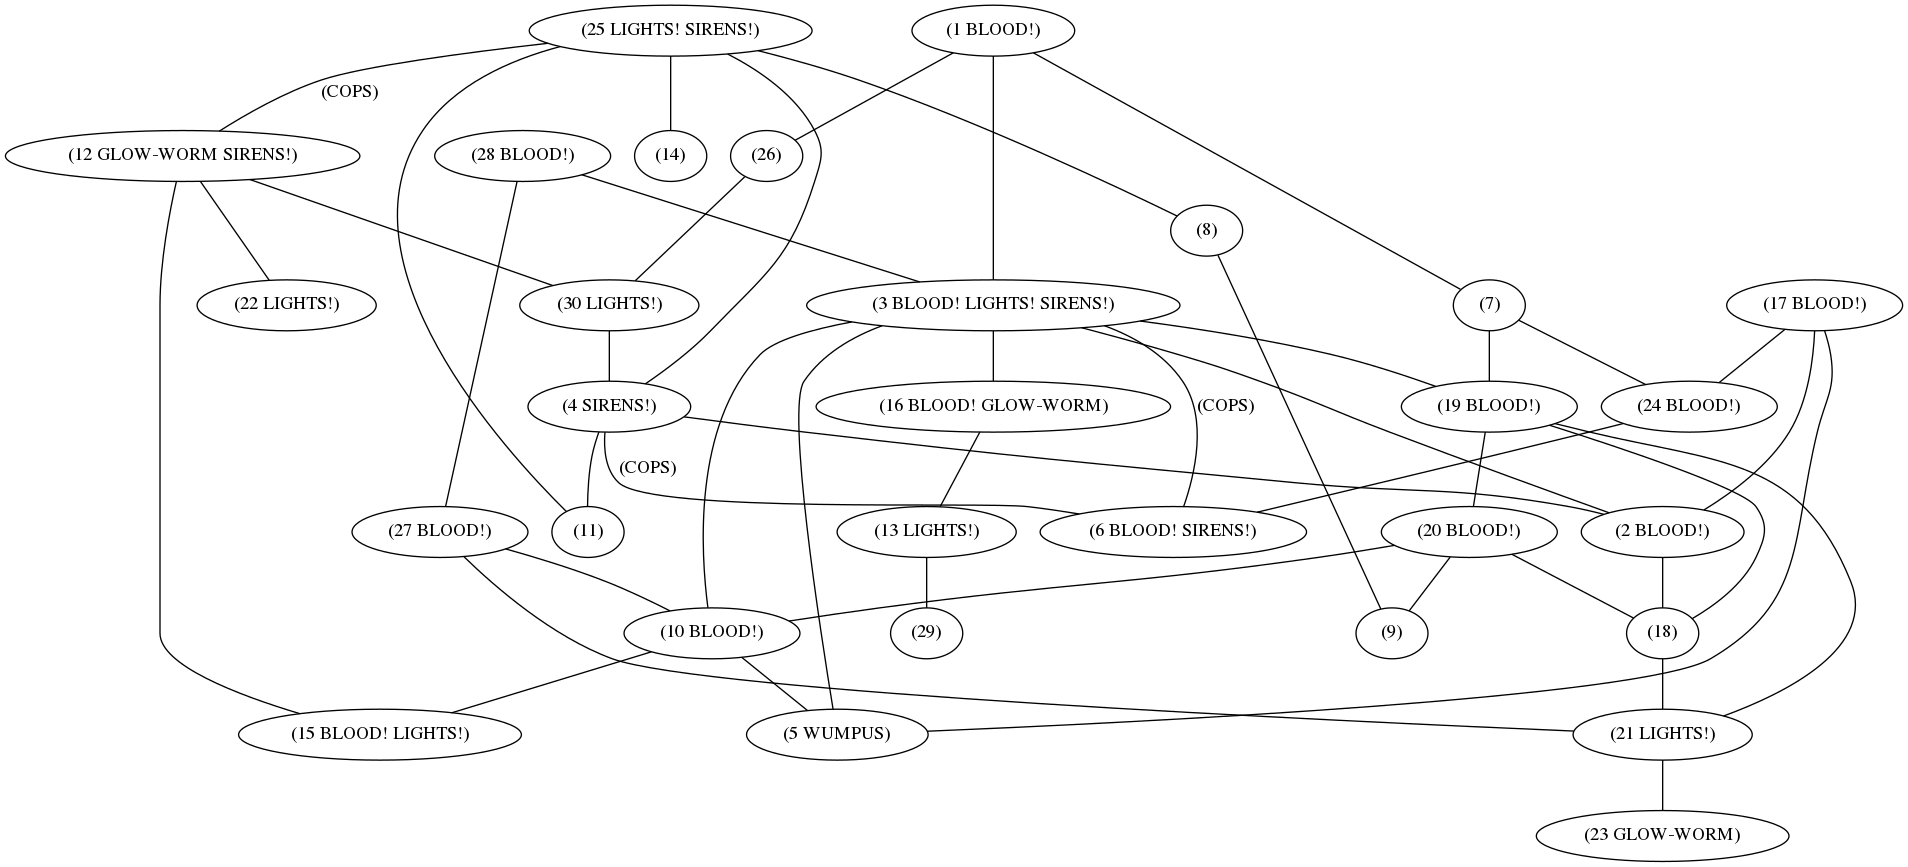 (25 LIGHTS! SIRENS!)
(1 BLOOD!)
(COPS)
(12 GLOW-WORM SIRENS!)
(28 BLOOD!)
(14)
(26)
(8)
(22 LIGHTS!)
(30 LIGHTS!)
(3 BLOOD! LIGHTS! SIRENS!)
(7)
(17 BLOOD!)
(4 SIRENS!)
(16 BLOOD! GLOW-WORM)
(COPS)
(19 BLOOD!)
(24 BLOOD!)
(COPS)
(27 BLOOD!)
(11)
(13 LIGHTS!)
(6 BLOOD! SIRENS!)
(20 BLOOD!)
(2 BLOOD!)
(10 BLOOD!)
(29)
(9)
(18)
(15 BLOOD! LIGHTS!)
(5 WUMPUS)
(21 LIGHTS!)
(23 GLOW-WORM)